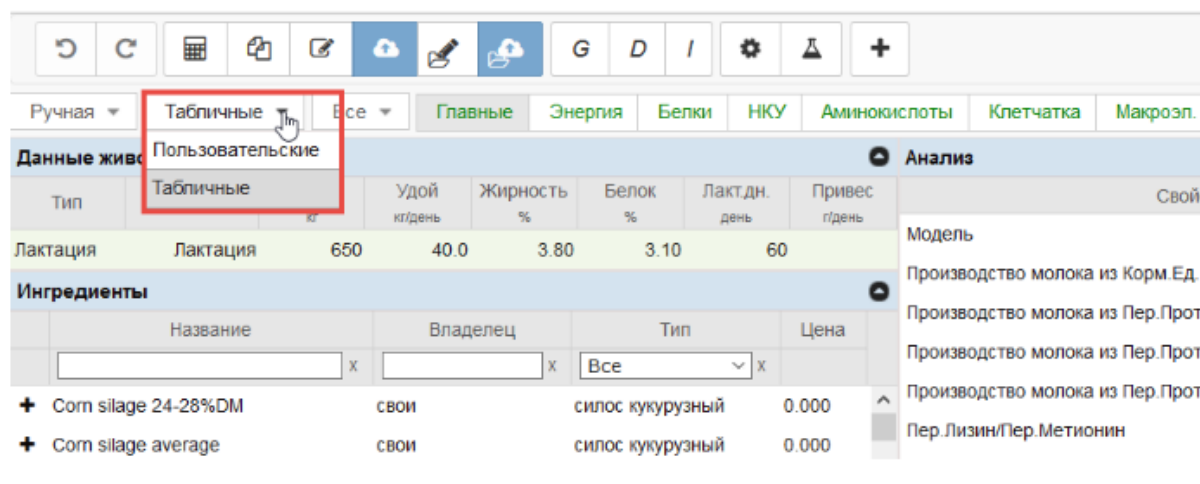 G D I
Ручная Табличные Все Главные Энергия Белки НКУ Аминокислоты Клетчатка Макроэл.
Пользовательские
Табличные
Данные живо
Тип кг Удой кг/день Жирность % Белок % Лакт.дн. день Привес г/день
Лактация Лактация 650 40.0 3.80 3.10 60
Ингредиенты
Название Владелец Тип Цена
x x Все x
Corn silage 24-28%DM свои силос кукурузный 0.000
Corn silage average свои силос кукурузный 0.000
Анализ
Свой
Модель
Производство молока из Корм.Ед.
Производство молока из Пер.Прот
Производство молока из Пер.Прот
Производство молока из Пер.Прот
Пер.Лизин/Пер.Метионин